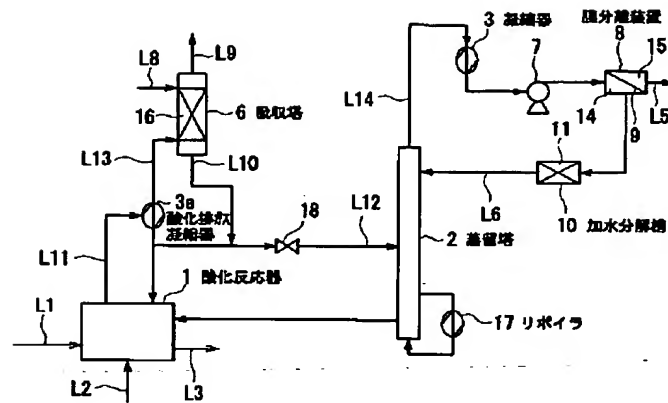 3 凝縮器
膜分離装置
8
15
L9
L8
7
L14
L5
16
6 吸収塔
14
9
L13
11
L10
3a
酸化排ガス
凝縮器
18
L12
L6
10 加水分解槽
L11
2 蒸留塔
1 酸化反応器
L1
17 リボイラ
L3
L2